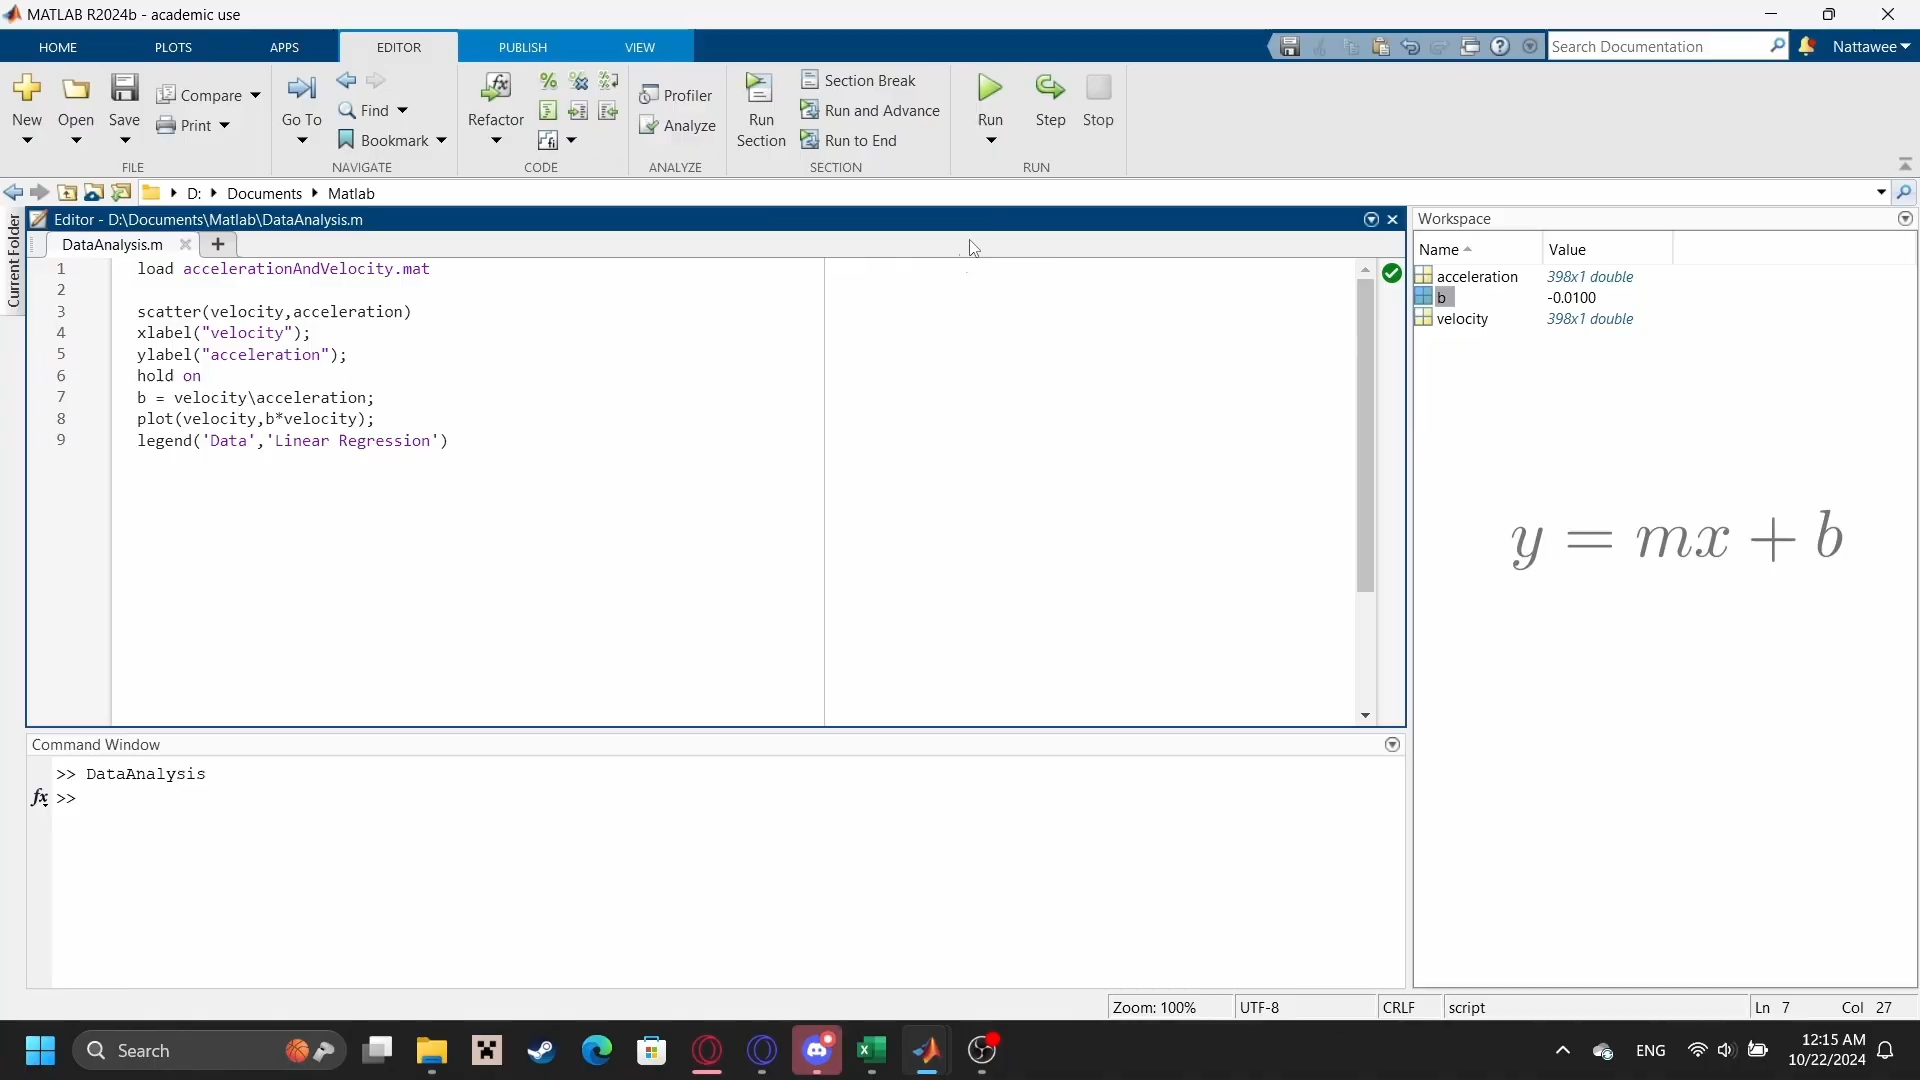 MATLAB R2024b - academic use
HOME
PLOTS
APPS
EDITOR
PUBLISH
VIEW
Search Documentation
Nattawee
New
Open
Save
Compare
Print
FILE
Go To
Find
Bookmark
NAVIGATE
Refactor
CODE
Profiler
Analyze
ANALYZE
Run Section
Section Break
Run and Advance
Run to End
SECTION
Run
Step
Stop
RUN
D:
Documents
Matlab
Current Folder
Editor - D:\Documents\Matlab\DataAnalysis.m
DataAnalysis.m
1 load accelerationAndVelocity.mat
2
3 scatter(velocity,acceleration)
4 xlabel("velocity");
5 ylabel("acceleration");
6 hold on
7 b = velocity\acceleration;
8 plot(velocity,b*velocity);
9 legend('Data','Linear Regression')
Workspace
Name Value
acceleration 398x1 double
b -0.0100
velocity 398x1 double
y = mx + b
Command Window
>> DataAnalysis
fx >>
Zoom: 100%
UTF-8
CRLF
script
Ln 7
Col 27
Search
ENG
12:15 AM
10/22/2024